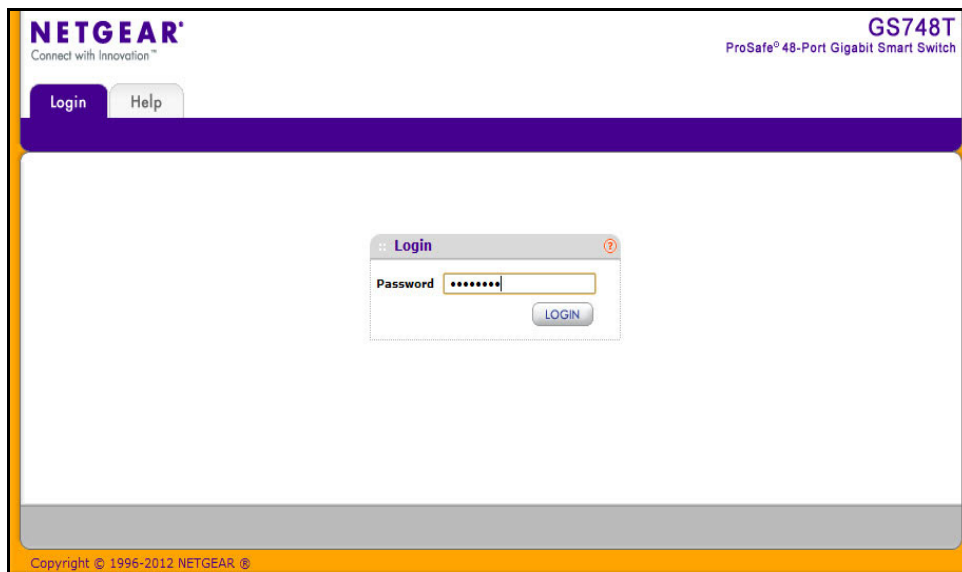 NETGEAR®
Connect with Innovation™
GS748T
ProSafe® 48-Port Gigabit Smart Switch
Login
Help
:: Login
?
Password ••••••••
LOGIN
Copyright © 1996-2012 NETGEAR ®